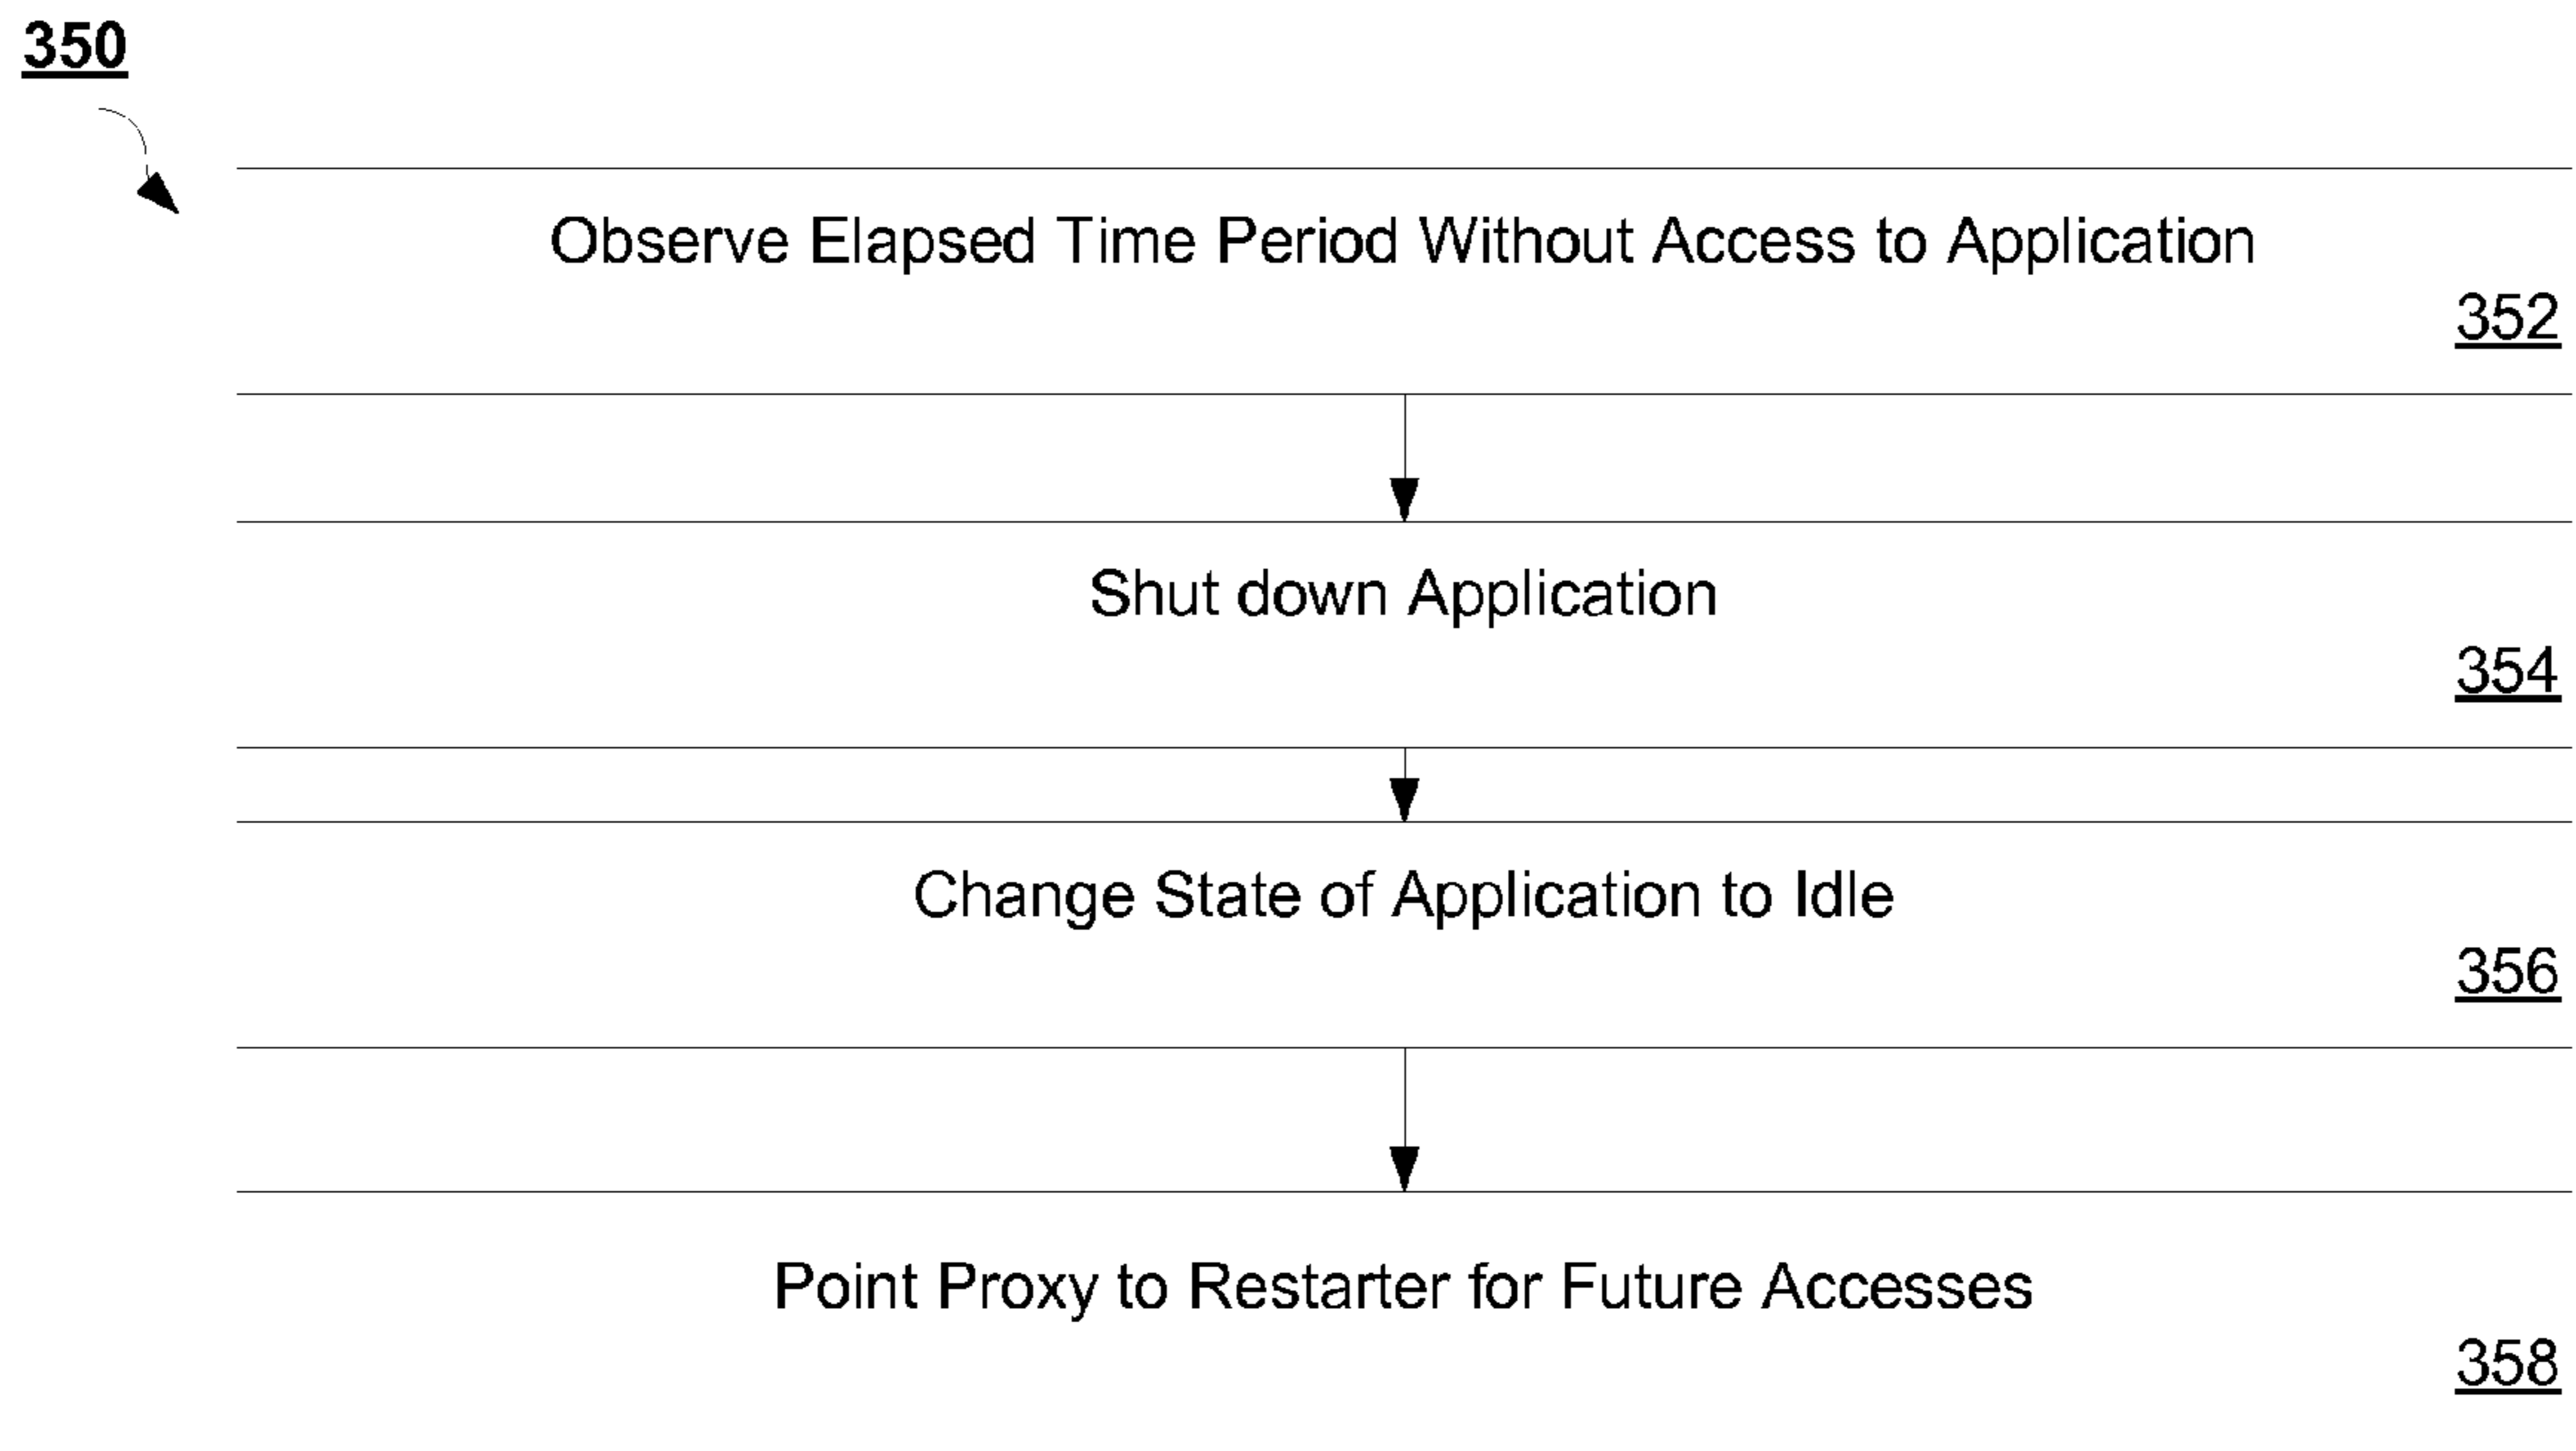 350
Observe Elapsed Time Period Without Access to Application
352
Shut down Application
354
Change State of Application to Idle
356
Point Proxy to Restarter for Future Accesses
358